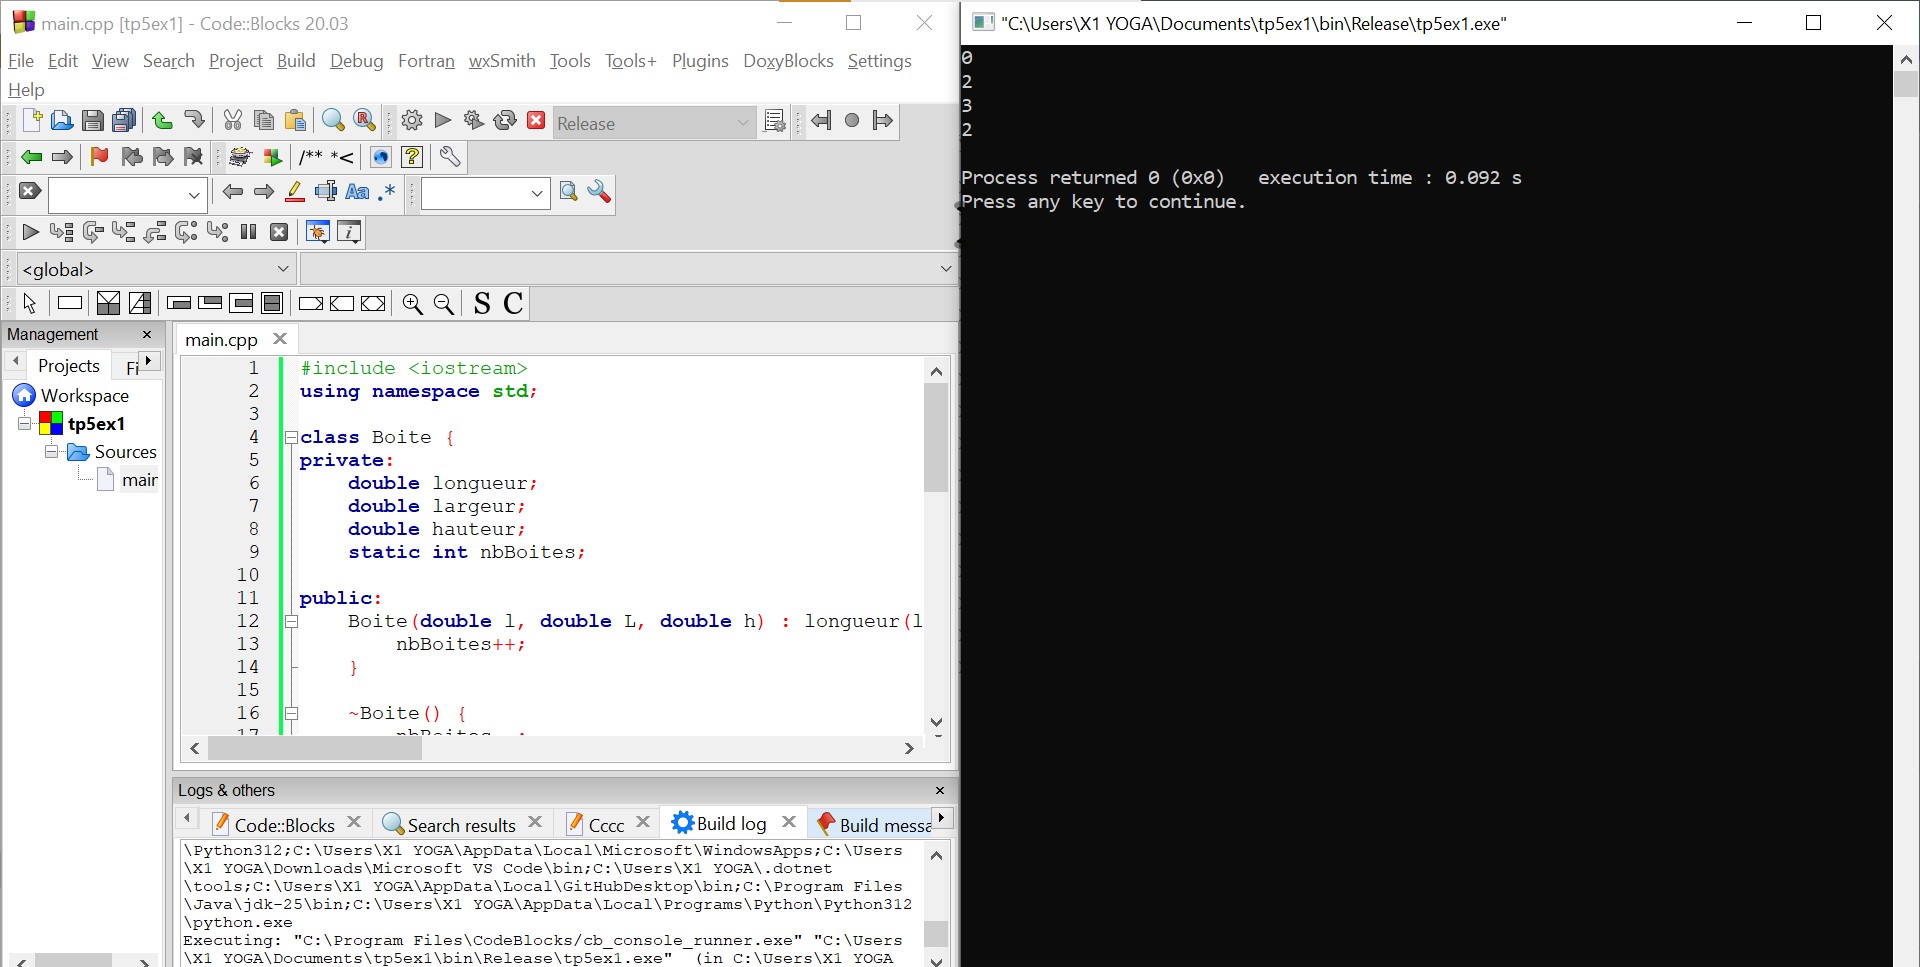 main.cpp [tp5ex1] - Code::Blocks 20.03
File Edit View Search Project Build Debug Fortran wxSmith Tools Tools+ Plugins DoxyBlocks Settings
Help
Release
/** *<
Aa .*
<global>
S C
Management
Projects Fi
Workspace
tp5ex1
Sources
main
main.cpp
1 #include <iostream>
2 using namespace std;
3
4 class Boite {
5 private:
6 double longueur;
7 double largeur;
8 double hauteur;
9 static int nbBoites;
10
11 public:
12 Boite(double l, double L, double h) : longueur(l
13 nbBoites++;
14 }
15
16 ~Boite() {
17 nbBoites--;
Logs & others
Code::Blocks Search results Cccc Build log Build messa
\Python312;C:\Users\X1 YOGA\AppData\Local\Microsoft\WindowsApps;C:\Users
\X1 YOGA\Downloads\Microsoft VS Code\bin;C:\Users\X1 YOGA\.dotnet
\tools;C:\Users\X1 YOGA\AppData\Local\GitHubDesktop\bin;C:\Program Files
\Java\jdk-25\bin;C:\Users\X1 YOGA\AppData\Local\Programs\Python\Python312
\python.exe
Executing: "C:\Program Files\CodeBlocks/cb_console_runner.exe" "C:\Users
\X1 YOGA\Documents\tp5ex1\bin\Release\tp5ex1.exe" (in C:\Users\X1 YOGA
"C:\Users\X1 YOGA\Documents\tp5ex1\bin\Release\tp5ex1.exe"
0
2
3
2
Process returned 0 (0x0) execution time : 0.092 s
Press any key to continue.